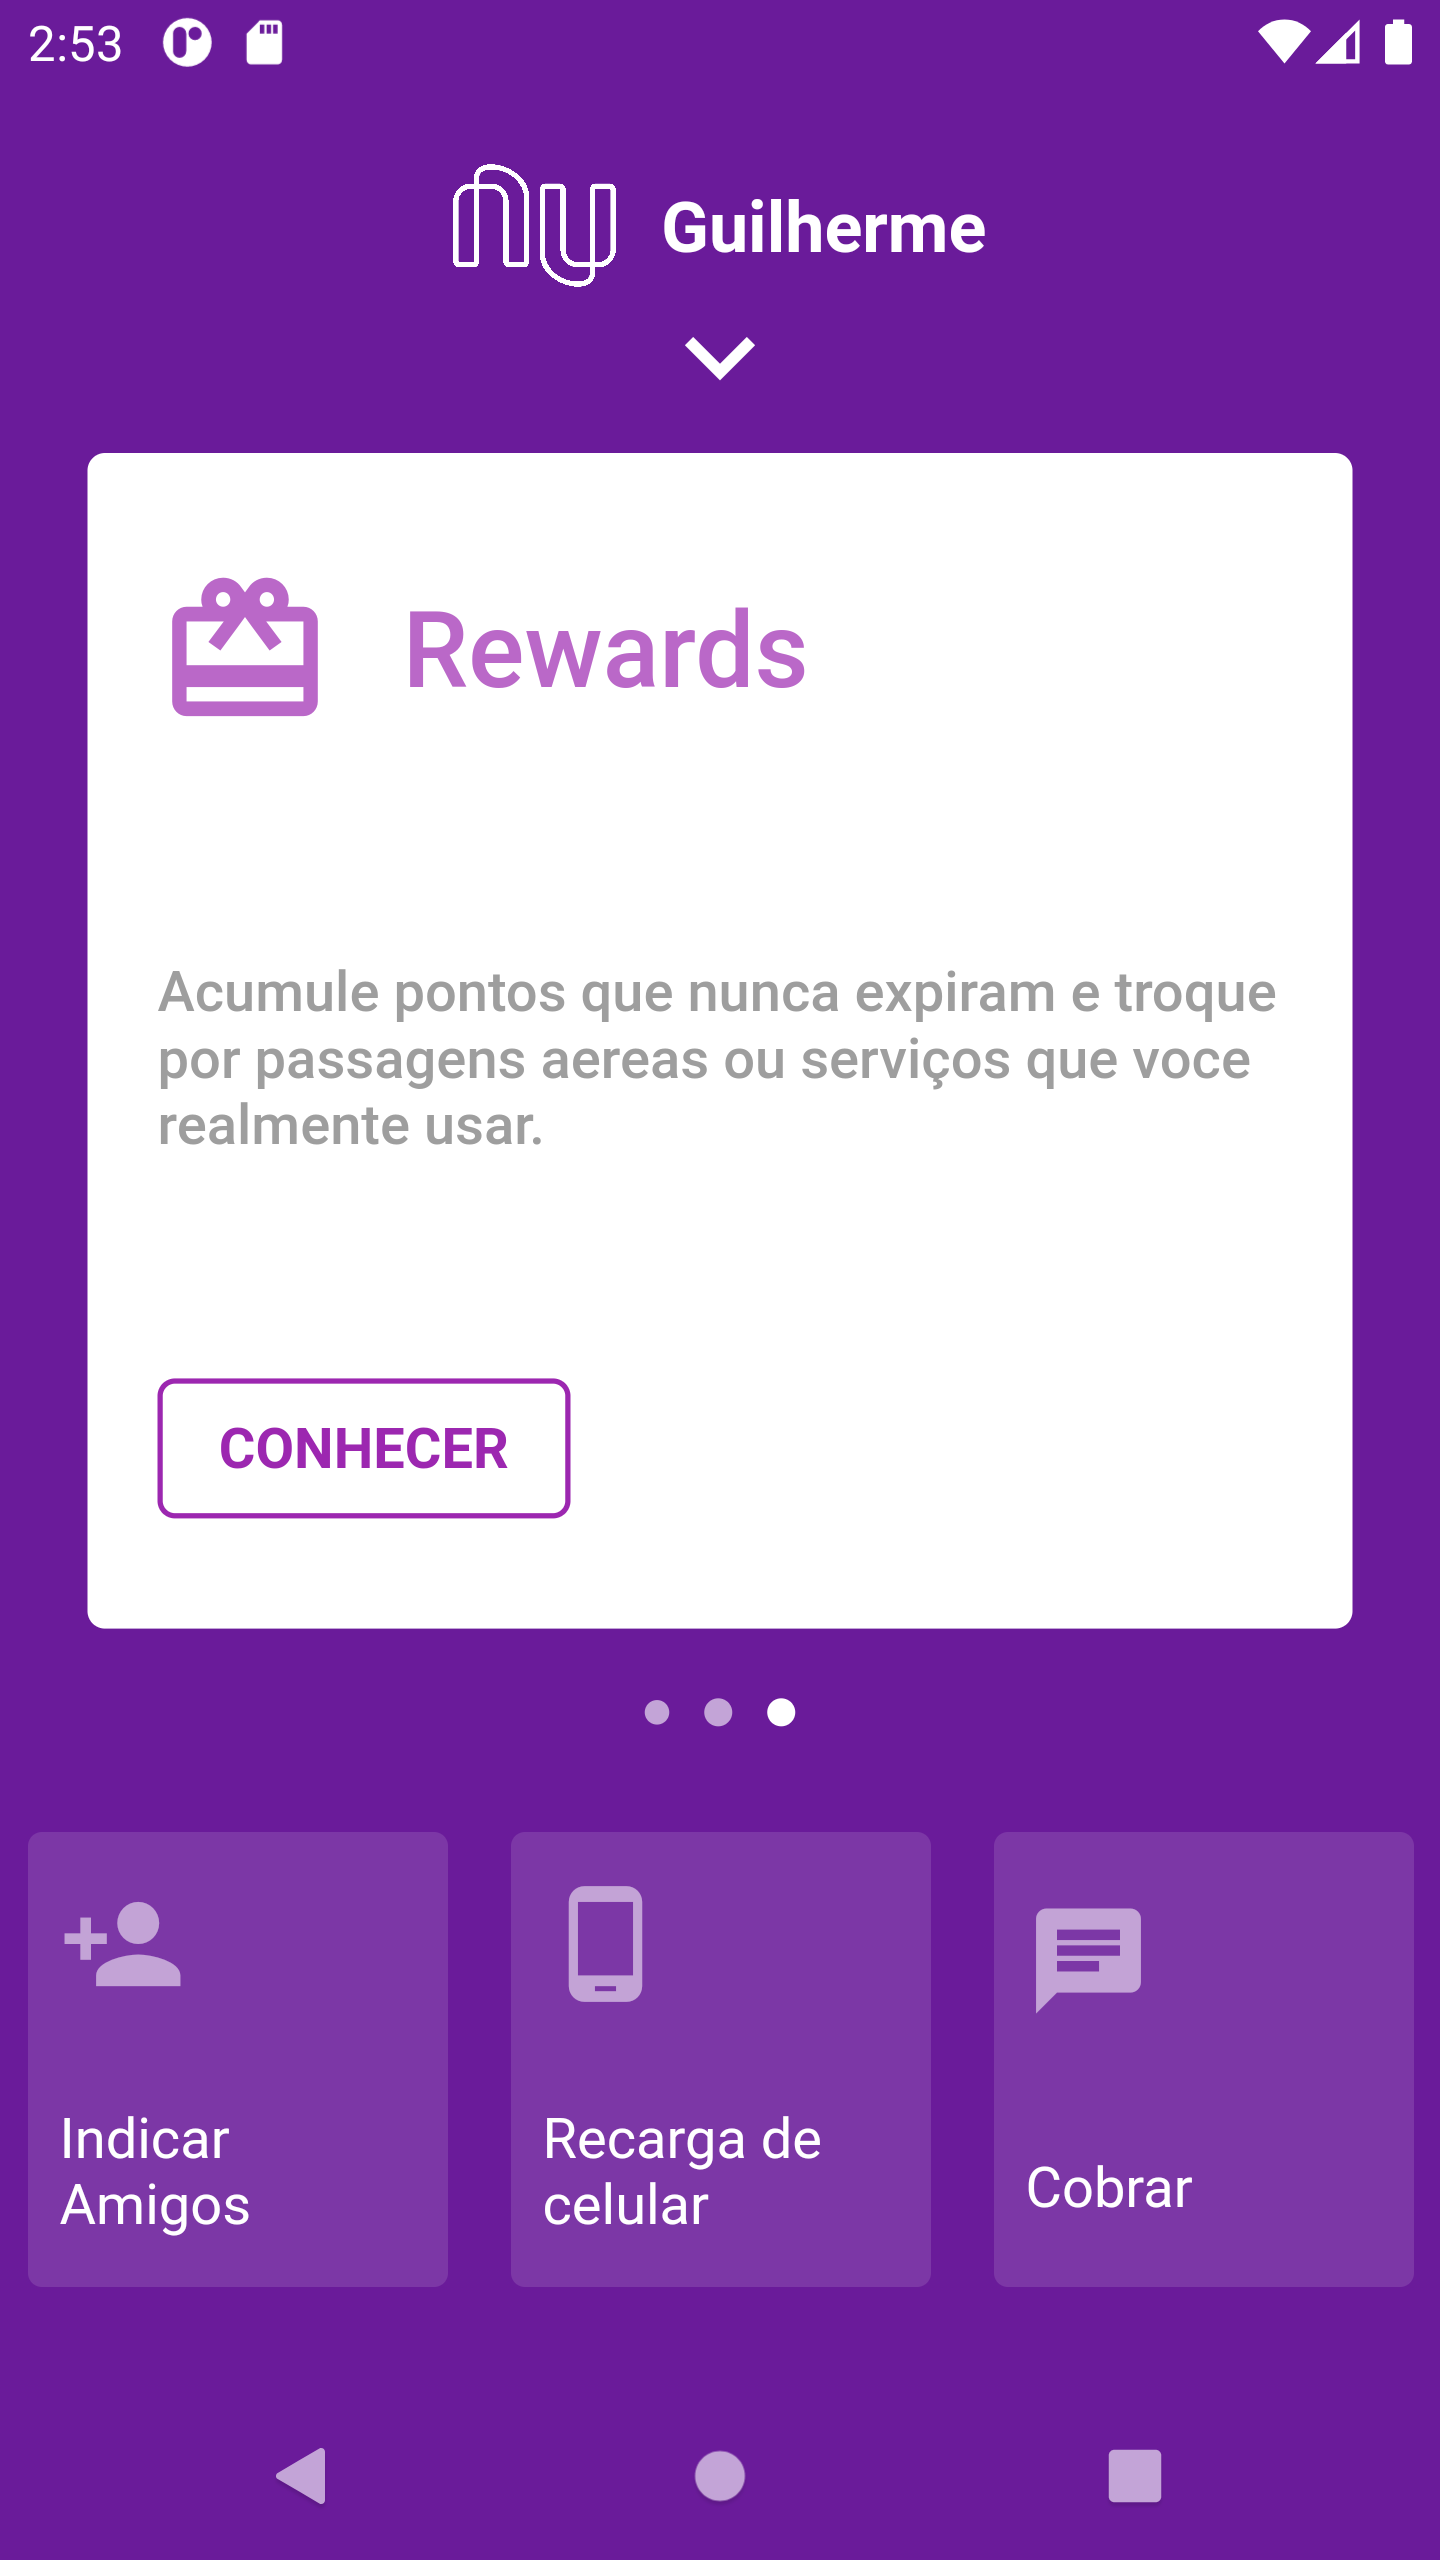 2:53
nu Guilherme
Rewards
Acumule pontos que nunca expiram e troque
por passagens aereas ou serviços que voce
realmente usar.
CONHECER
Indicar
Amigos
Recarga de
celular
Cobrar